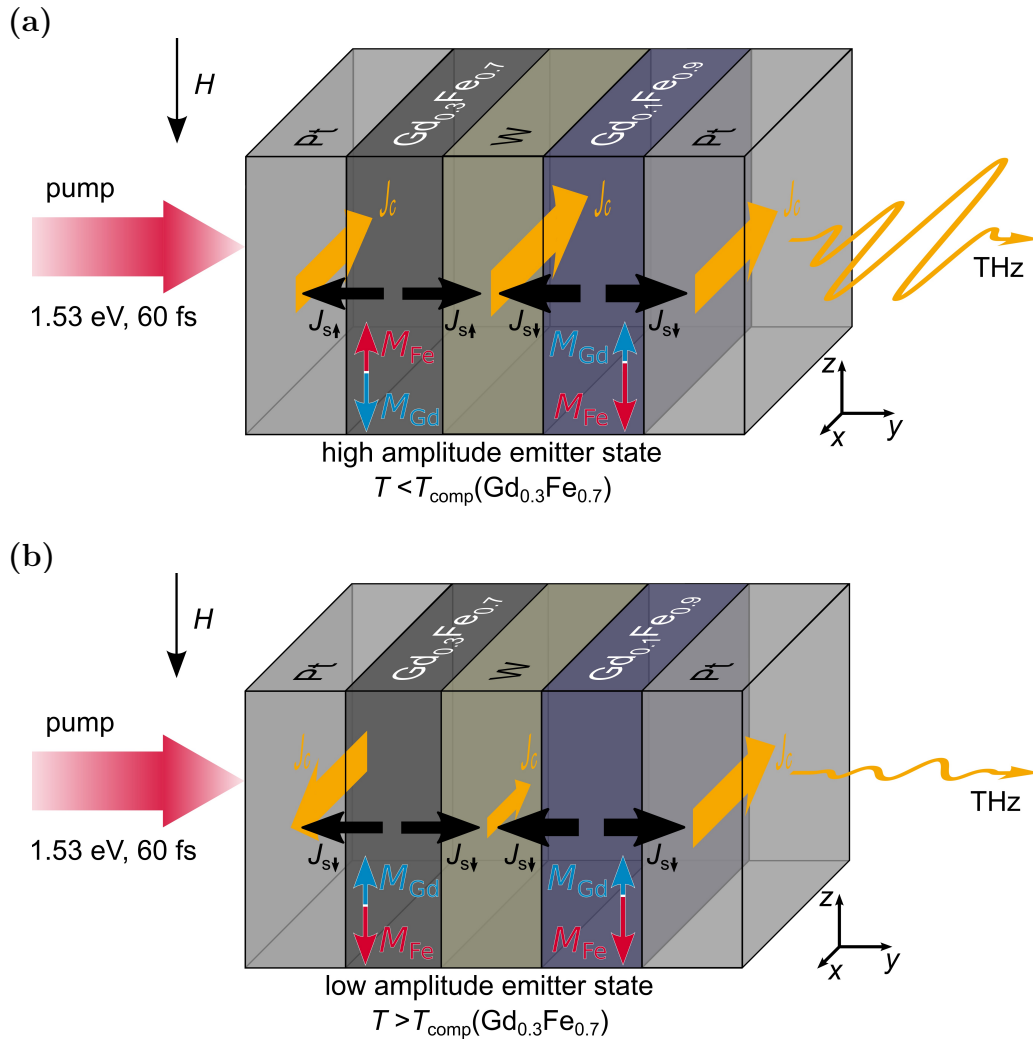 (a)
H
Pt
Gd0.3Fe0.7
W
Gd0.1Fe0.9
Pt
pump
Jc
Jc
Jc
1.53 eV, 60 fs
THz
Js↑
Js↑
Js↓
Js↓
MFe
MGd
MGd
MFe
z
y
x
high amplitude emitter state
T < Tcomp(Gd0.3Fe0.7)
(b)
H
Pt
Gd0.3Fe0.7
W
Gd0.1Fe0.9
Pt
pump
Jc
Jc
Jc
1.53 eV, 60 fs
THz
Js↓
Js↓
Js↓
Js↓
MGd
MFe
MGd
MFe
z
y
x
low amplitude emitter state
T > Tcomp(Gd0.3Fe0.7)